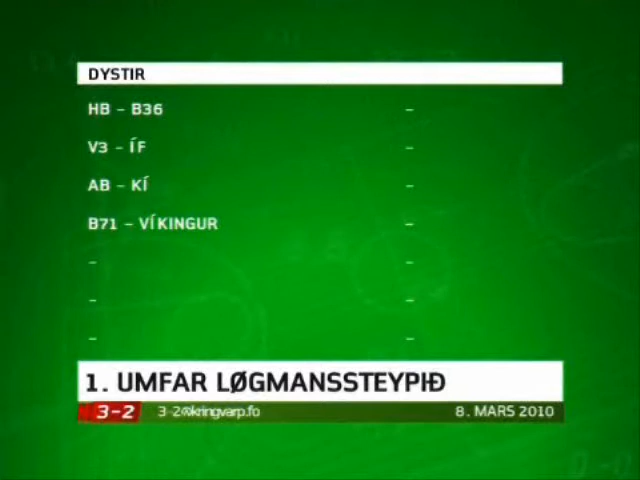 DYSTIR
HB - B36 -
V3 - ÍF -
AB - KÍ -
B71 - VÍKINGUR -
- -
- -
- -
1. UMFAR LØGMANSSTEYPIÐ
3-2 3-2@kringvarp.fo 8. MARS 2010